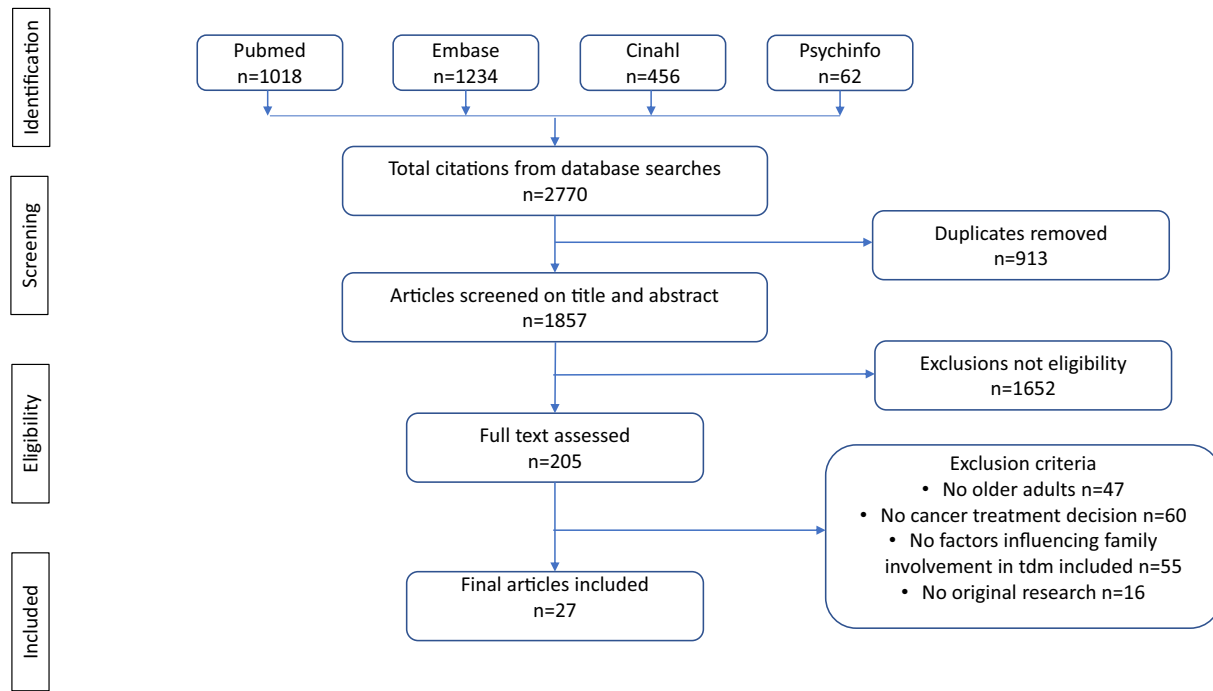 Identification
Pubmed
n=1018
Embase
n=1234
Cinahl
n=456
Psychinfo
n=62
Total citations from database searches
n=2770
Screening
Duplicates removed
n=913
Articles screened on title and abstract
n=1857
Exclusions not eligibility
n=1652
Eligibility
Full text assessed
n=205
Exclusion criteria
• No older adults n=47
• No cancer treatment decision n=60
• No factors influencing family
involvement in tdm included n=55
• No original research n=16
Included
Final articles included
n=27